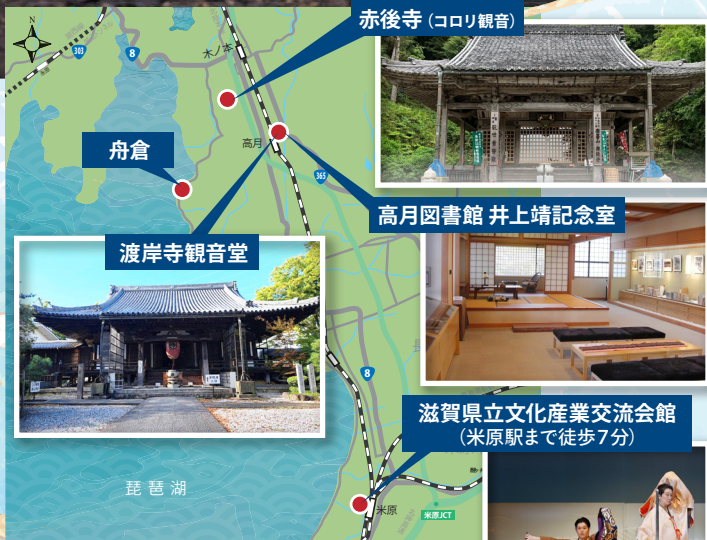 赤後寺（コロリ観音）
N
303
8
木ノ本
舟倉
高月
365
高月図書館 井上靖記念室
渡岸寺観音堂
8
滋賀県立文化産業交流会館
（米原駅まで徒歩７分）
琵琶湖
米原
米原JCT